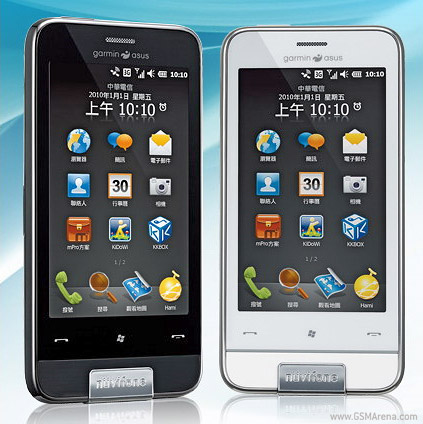 garmin asus
3G 10:10
中華電信
2010年1月1日 星期五
上午 10:10
瀏覽器 簡訊 電子郵件
聯絡人 30 行事曆 相機
mPro方案 KiDoWi KKBOX
1/2
撥號 搜尋 觀看地圖 Hami
nüvifone
garmin asus
3G 10:10
中華電信
2010年1月1日 星期五
上午 10:10
瀏覽器 簡訊 電子郵件
聯絡人 30 行事曆 相機
mPro方案 KiDoWi KKBOX
1/2
撥號 搜尋 觀看地圖 Hami
nüvifone
www.GSMArena.com